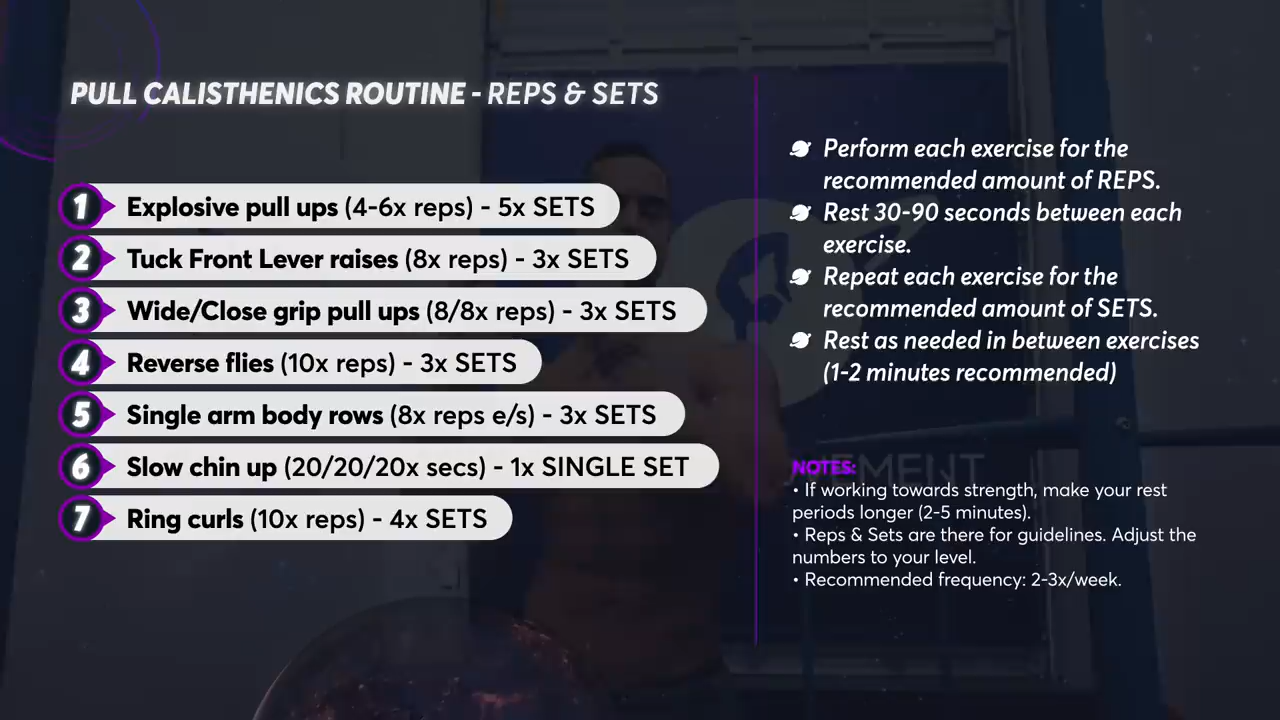 PULL CALISTHENICS ROUTINE - REPS & SETS
1 Explosive pull ups (4-6x reps) - 5x SETS
2 Tuck Front Lever raises (8x reps) - 3x SETS
3 Wide/Close grip pull ups (8/8x reps) - 3x SETS
4 Reverse flies (10x reps) - 3x SETS
5 Single arm body rows (8x reps e/s) - 3x SETS
6 Slow chin up (20/20/20x secs) - 1x SINGLE SET
7 Ring curls (10x reps) - 4x SETS
Perform each exercise for the
recommended amount of REPS.
Rest 30-90 seconds between each
exercise.
Repeat each exercise for the
recommended amount of SETS.
Rest as needed in between exercises
(1-2 minutes recommended)
NOTES:
• If working towards strength, make your rest
periods longer (2-5 minutes).
• Reps & Sets are there for guidelines. Adjust the
numbers to your level.
• Recommended frequency: 2-3x/week.